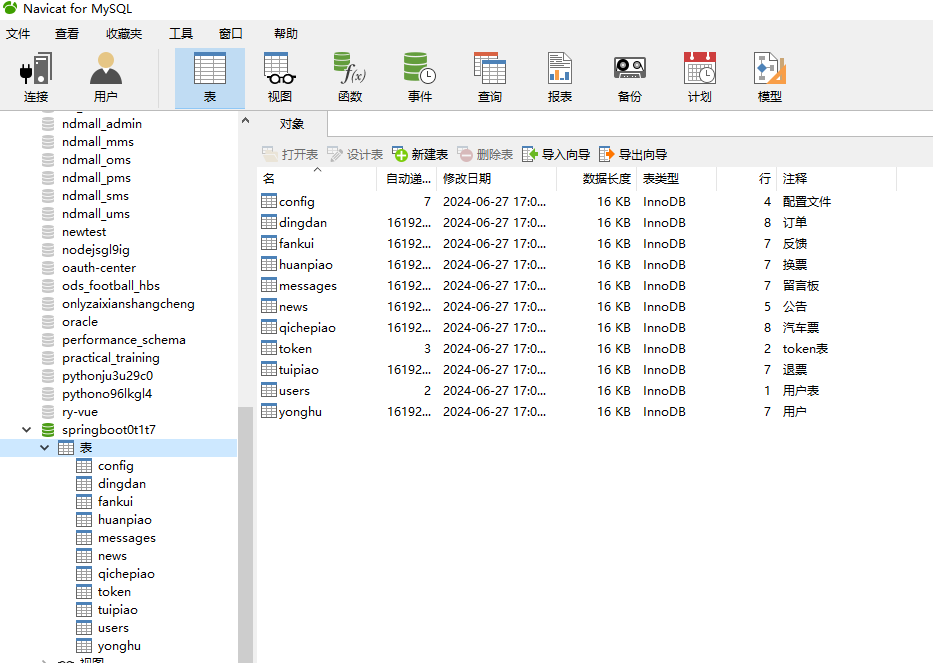 Navicat for MySQL
文件 查看 收藏夹 工具 窗口 帮助
连接 用户 表 视图 函数 事件 查询 报表 备份 计划 模型
ndmall_admin
ndmall_mms
ndmall_oms
ndmall_pms
ndmall_sms
ndmall_ums
newtest
nodejsgl9ig
oauth-center
ods_football_hbs
onlyzaixianshangcheng
oracle
performance_schema
practical_training
pythonju3u29c0
pythono96lkgl4
ry-vue
springboot0t1t7
表
config
dingdan
fankui
huanpiao
messages
news
qichepiao
token
tuipiao
users
yonghu
视图
对象
打开表 设计表 新建表 删除表 导入向导 导出向导
名 自动递... 修改日期 数据长度 表类型 行 注释
config 7 2024-06-27 17:0... 16 KB InnoDB 4 配置文件
dingdan 16192... 2024-06-27 17:0... 16 KB InnoDB 8 订单
fankui 16192... 2024-06-27 17:0... 16 KB InnoDB 7 反馈
huanpiao 16192... 2024-06-27 17:0... 16 KB InnoDB 7 换票
messages 16192... 2024-06-27 17:0... 16 KB InnoDB 7 留言板
news 16192... 2024-06-27 17:0... 16 KB InnoDB 5 公告
qichepiao 16192... 2024-06-27 17:0... 16 KB InnoDB 8 汽车票
token 3 2024-06-27 17:0... 16 KB InnoDB 2 token表
tuipiao 16192... 2024-06-27 17:0... 16 KB InnoDB 7 退票
users 2 2024-06-27 17:0... 16 KB InnoDB 1 用户表
yonghu 16192... 2024-06-27 17:0... 16 KB InnoDB 7 用户